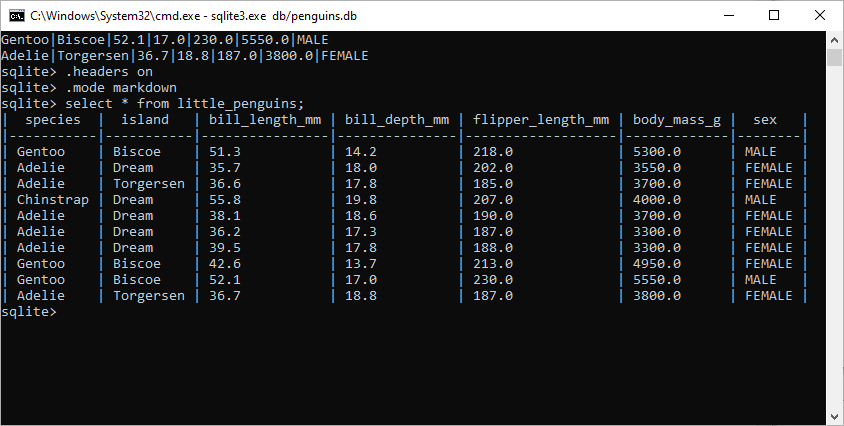 C:\Windows\System32\cmd.exe - sqlite3.exe  db/penguins.db
Gentoo|Biscoe|52.1|17.0|230.0|5550.0|MALE
Adelie|Torgersen|36.7|18.8|187.0|3800.0|FEMALE
sqlite> .headers on
sqlite> .mode markdown
sqlite> select * from little_penguins;
|  species  |  island   | bill_length_mm | bill_depth_mm | flipper_length_mm | body_mass_g |  sex   |
|-----------|-----------|----------------|---------------|-------------------|-------------|--------|
| Gentoo    | Biscoe    | 51.3           | 14.2          | 218.0             | 5300.0      | MALE   |
| Adelie    | Dream     | 35.7           | 18.0          | 202.0             | 3550.0      | FEMALE |
| Adelie    | Torgersen | 36.6           | 17.8          | 185.0             | 3700.0      | FEMALE |
| Chinstrap | Dream     | 55.8           | 19.8          | 207.0             | 4000.0      | MALE   |
| Adelie    | Dream     | 38.1           | 18.6          | 190.0             | 3700.0      | FEMALE |
| Adelie    | Dream     | 36.2           | 17.3          | 187.0             | 3300.0      | FEMALE |
| Adelie    | Dream     | 39.5           | 17.8          | 188.0             | 3300.0      | FEMALE |
| Gentoo    | Biscoe    | 42.6           | 13.7          | 213.0             | 4950.0      | FEMALE |
| Gentoo    | Biscoe    | 52.1           | 17.0          | 230.0             | 5550.0      | MALE   |
| Adelie    | Torgersen | 36.7           | 18.8          | 187.0             | 3800.0      | FEMALE |
sqlite>